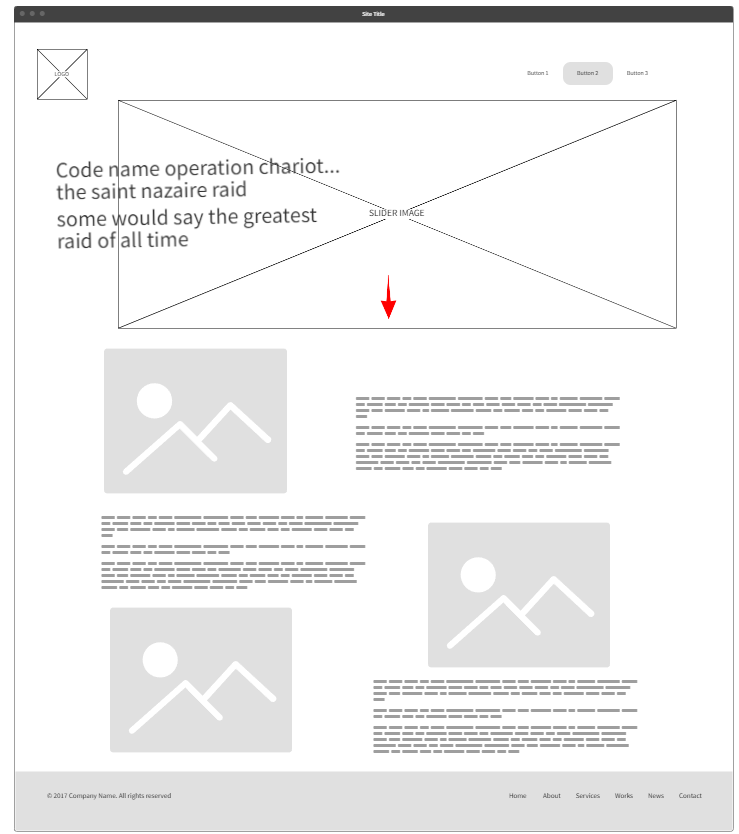 Site Title
LOGO
Button 1
Button 2
Button 3
Code name operation chariot...
the saint nazaire raid
some would say the greatest
raid of all time
SLIDER IMAGE
© 2017 Company Name. All rights reserved
Home About Services Works News Contact